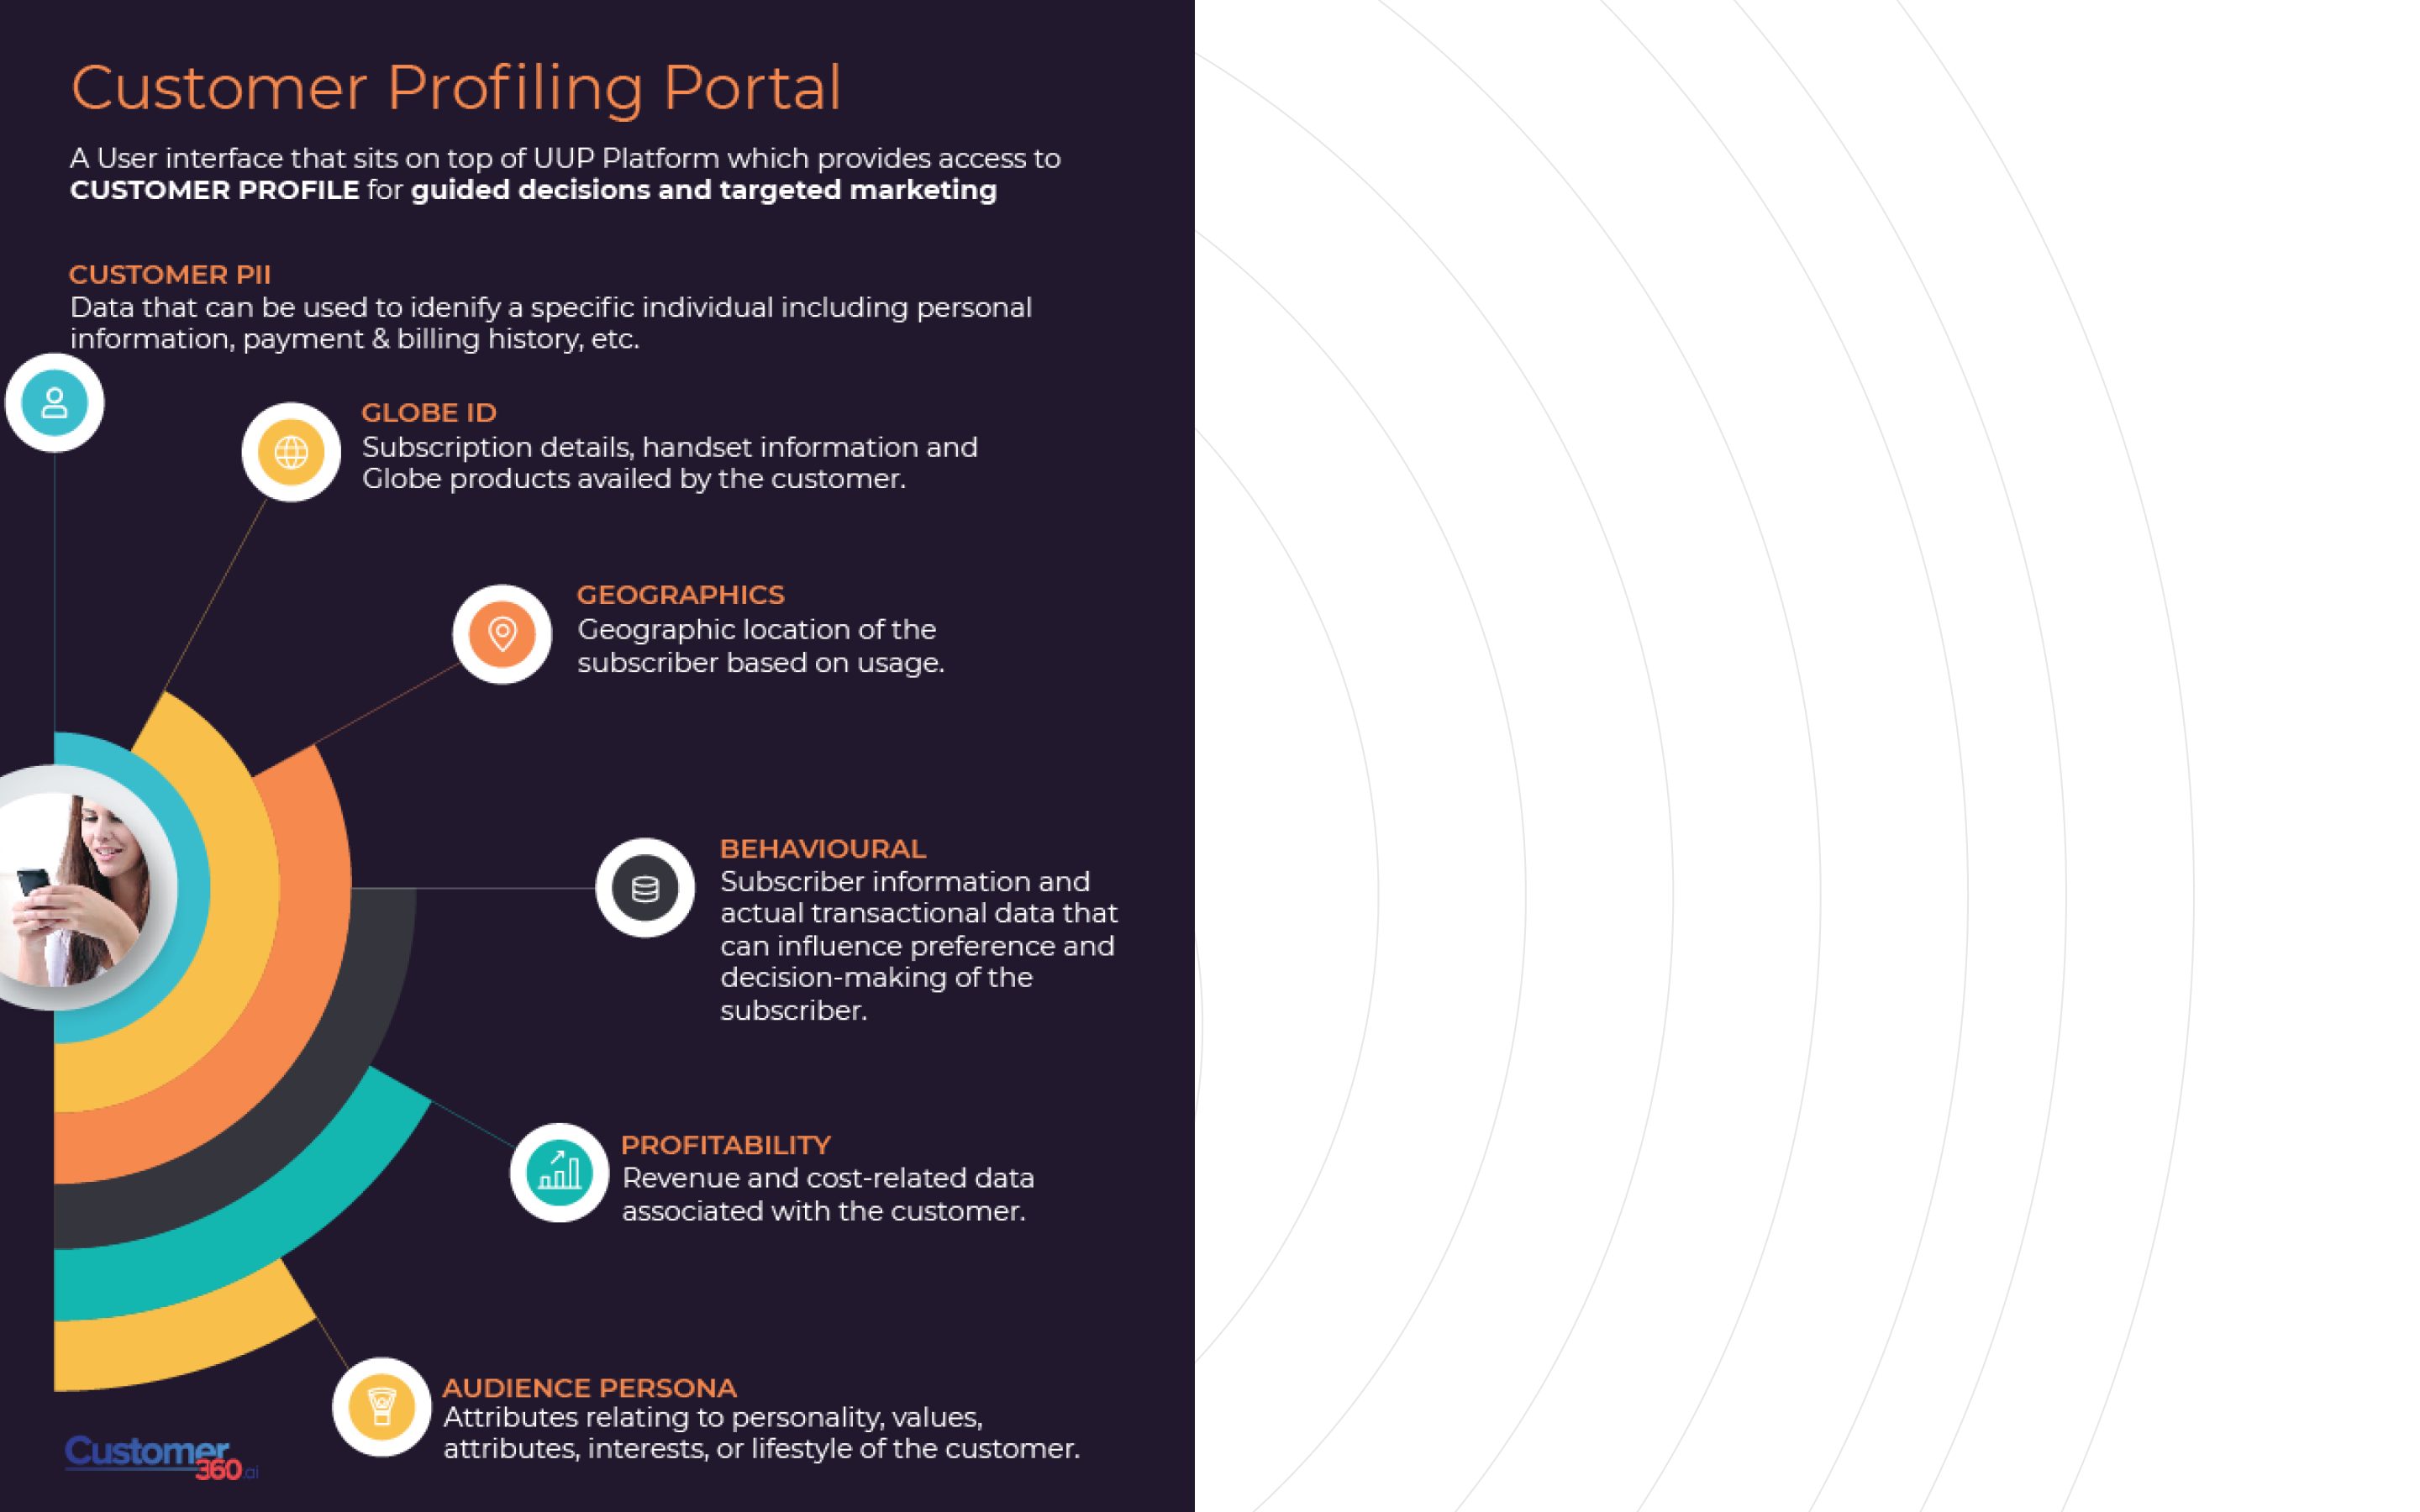 Customer Profiling Portal
A User interface that sits on top of UUP Platform which provides access to
CUSTOMER PROFILE for guided decisions and targeted marketing
CUSTOMER PII
Data that can be used to idenify a specific individual including personal
information, payment & billing history, etc.
GLOBE ID
Subscription details, handset information and
Globe products availed by the customer.
GEOGRAPHICS
Geographic location of the
subscriber based on usage.
BEHAVIOURAL
Subscriber information and
actual transactional data that
can influence preference and
decision-making of the
subscriber.
PROFITABILITY
Revenue and cost-related data
associated with the customer.
AUDIENCE PERSONA
Attributes relating to personality, values,
attributes, interests, or lifestyle of the customer.
Customer
360.ai